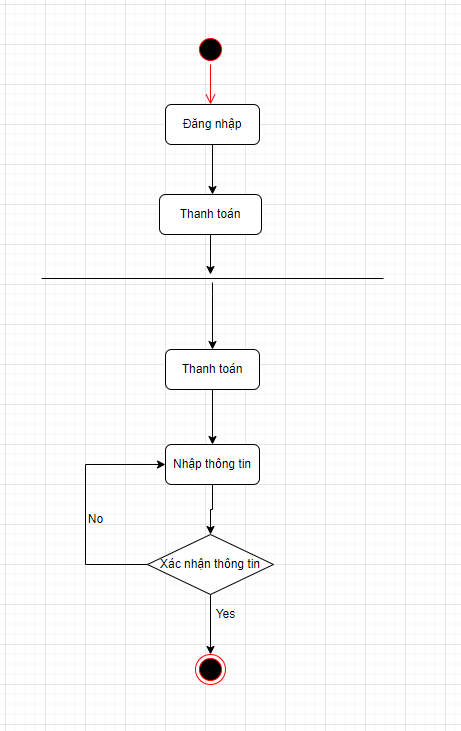 Đăng nhập
Thanh toán
Thanh toán
Nhập thông tin
No
Xác nhận thông tin
Yes